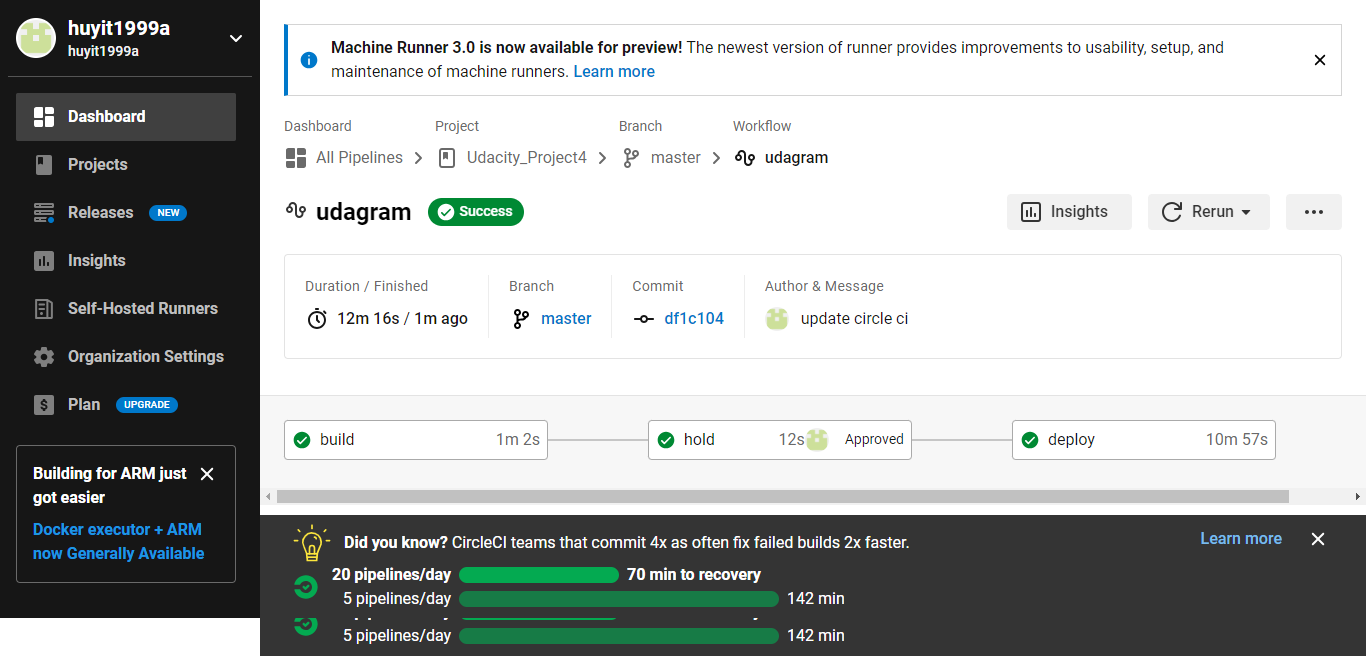 huyit1999a
huyit1999a
Dashboard
Projects
Releases NEW
Insights
Self-Hosted Runners
Organization Settings
Plan UPGRADE
Building for ARM just
got easier
Docker executor + ARM
now Generally Available
Machine Runner 3.0 is now available for preview! The newest version of runner provides improvements to usability, setup, and
maintenance of machine runners. Learn more
Dashboard Project Branch Workflow
All Pipelines Udacity_Project4 master udagram
udagram Success Insights Rerun
Duration / Finished Branch Commit Author & Message
12m 16s / 1m ago master df1c104 update circle ci
build 1m 2s hold 12s Approved deploy 10m 57s
Did you know? CircleCI teams that commit 4x as often fix failed builds 2x faster. Learn more
20 pipelines/day 70 min to recovery
5 pipelines/day 142 min
5 pipelines/day 142 min